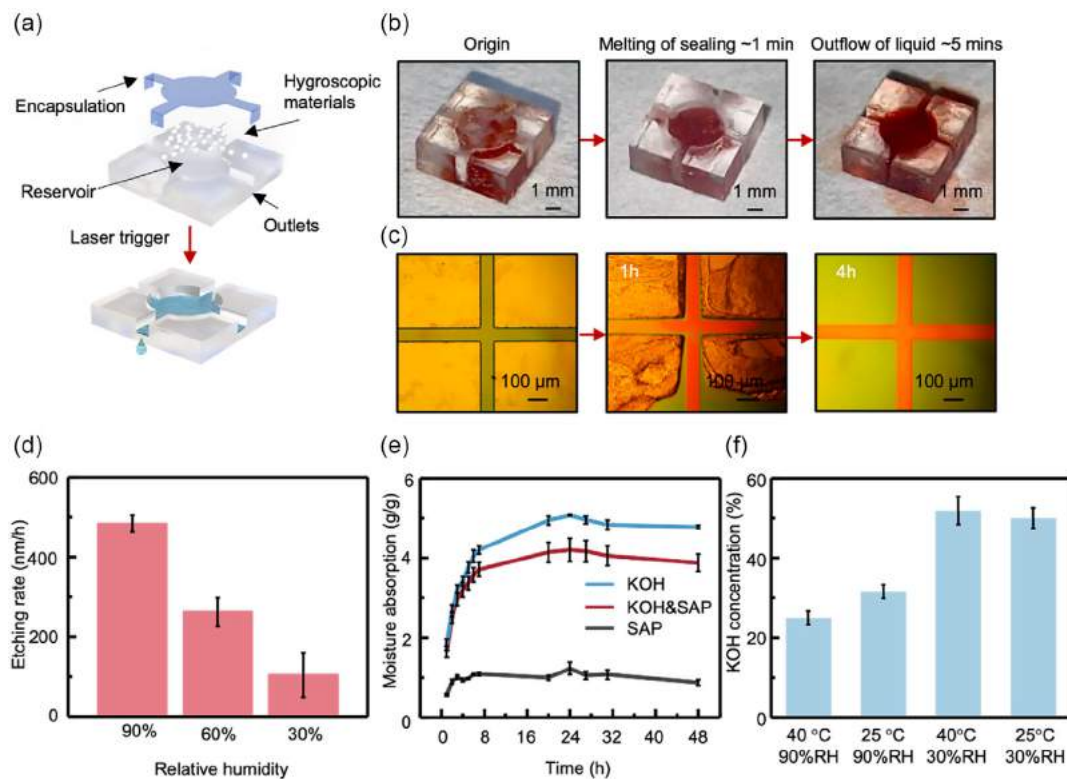 (a)
Encapsulation
Hygroscopic
materials
Reservoir
Outlets
Laser trigger
(b)
Origin
Melting of sealing ~1 min
Outflow of liquid ~5 mins
1 mm
1 mm
1 mm
(c)
1h
4h
100 µm
100 µm
100 µm
(d)
600
400
200
0
Etching rate (nm/h)
90%
60%
30%
Relative humidity
(e)
6
4
2
0
Moisture absorption (g/g)
KOH
KOH&SAP
SAP
0 8 16 24 32 40 48
Time (h)
(f)
60
40
20
0
KOH concentration (%)
40 °C 25°C 40°C 25°C
90%RH 90%RH 30%RH 30%RH